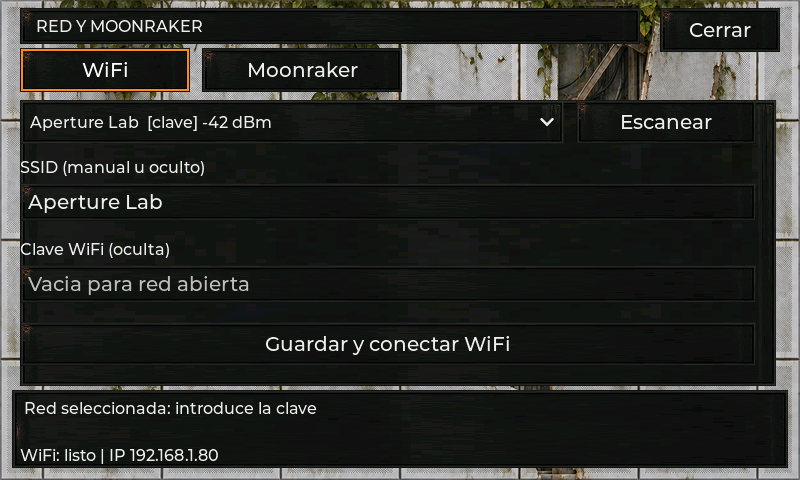 RED Y MOONRAKER
Cerrar
WiFi
Moonraker
Aperture Lab [clave] -42 dBm
Escanear
SSID (manual u oculto)
Aperture Lab
Clave WiFi (oculta)
Vacia para red abierta
Guardar y conectar WiFi
Red seleccionada: introduce la clave
WiFi: listo | IP 192.168.1.80